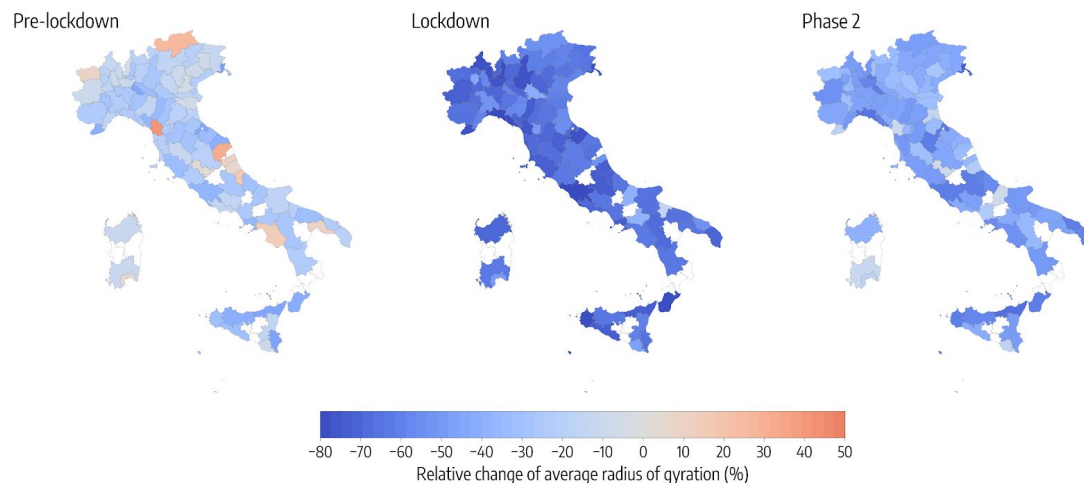 Pre-lockdown
Lockdown
Phase 2
−80 −70 −60 −50 −40 −30 −20 −10 0 10 20 30 40 50
Relative change of average radius of gyration (%)